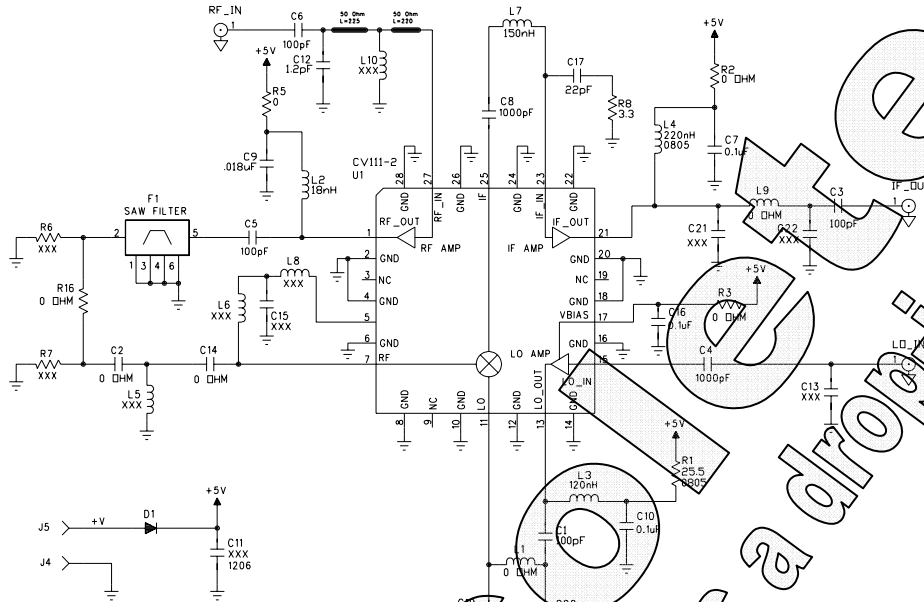 RF_IN
1
C6
100pF
50 Ohm
L=225
50 Ohm
L=220
C12
1.2pF
L10
XXX
+5V
R5
0
C9
.018uF
L2
18nH
L7
150nH
C17
22pF
R8
3.3
C8
1000pF
+5V
R2
0 OHM
L4
220nH
0805
C7
0.1uF
CV111-2
U1
28
27
26
25
24
23
22
GND
RF_IN
GND
IF
GND
IF_IN
GND
F1
SAW FILTER
2
5
1
3
4
6
C5
100pF
R6
XXX
R16
0 OHM
R7
XXX
C2
0 OHM
L5
XXX
C14
0 OHM
L6
XXX
C15
XXX
L8
XXX
1
RF_OUT
RF AMP
2
GND
3
NC
4
GND
5
6
GND
7
RF
IF_OUT
IF AMP
21
GND
20
NC
19
GND
18
VBIAS
17
GND
16
LO AMP
LO_IN
15
8
GND
9
NC
10
GND
11
LO
12
GND
13
LO_OUT
14
GND
C21
XXX
L9
0 OHM
C22
XXX
C3
100pF
1
+5V
R3
0 OHM
C16
0.1uF
C4
1000pF
C13
XXX
LO_IN
1
+5V
R1
25.5
0805
L3
120nH
C10
0.1uF
C1
L1
0 OHM
J5
+V
D1
+5V
C11
XXX
1206
J4
olete
a drop